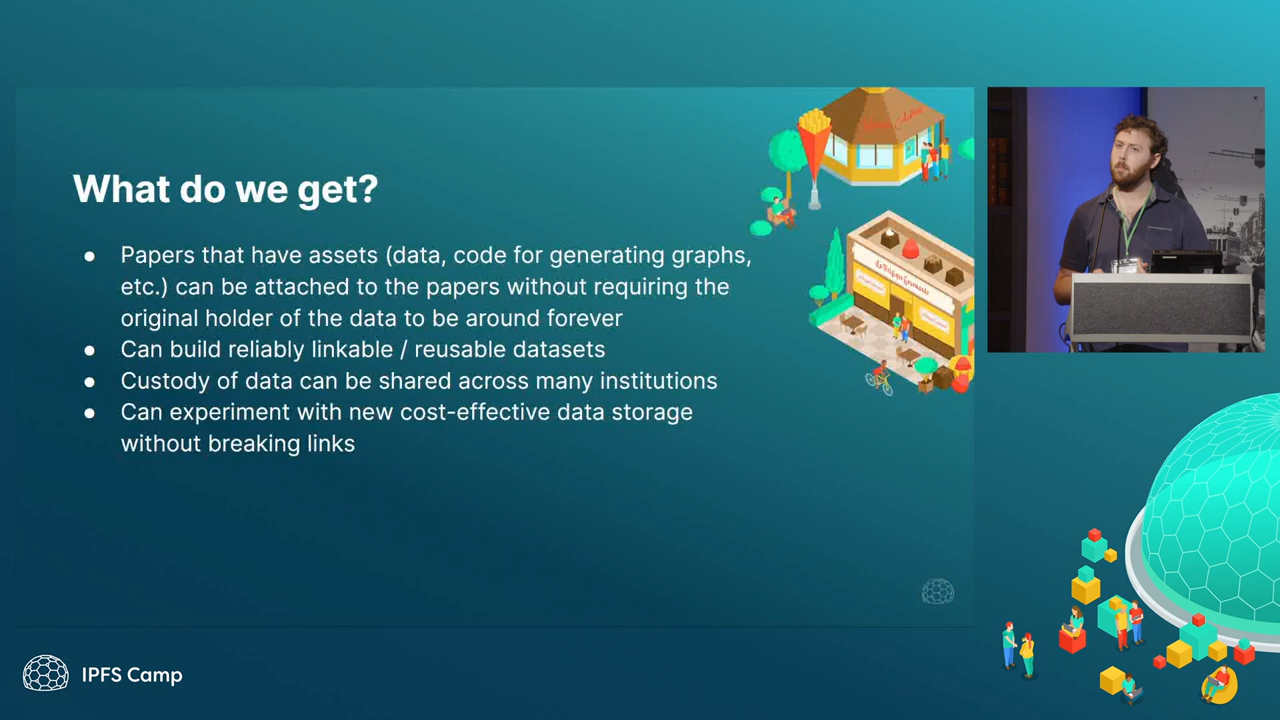 What do we get?
● Papers that have assets (data, code for generating graphs,
etc.) can be attached to the papers without requiring the
original holder of the data to be around forever
● Can build reliably linkable / reusable datasets
● Custody of data can be shared across many institutions
● Can experiment with new cost-effective data storage
without breaking links
IPFS Camp